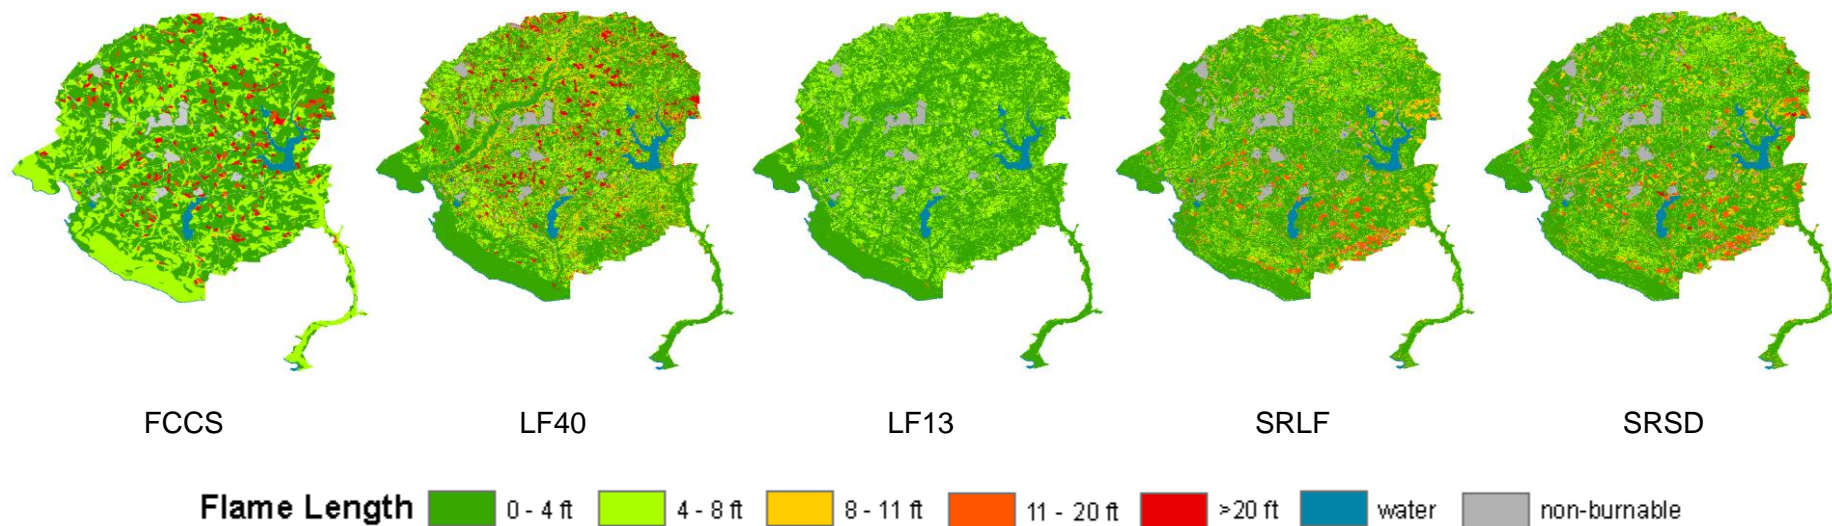 FCCS LF40 LF13 SRLF SRSD
Flame Length 0 - 4 ft 4 - 8 ft 8 - 11 ft 11 - 20 ft >20 ft water non-burnable